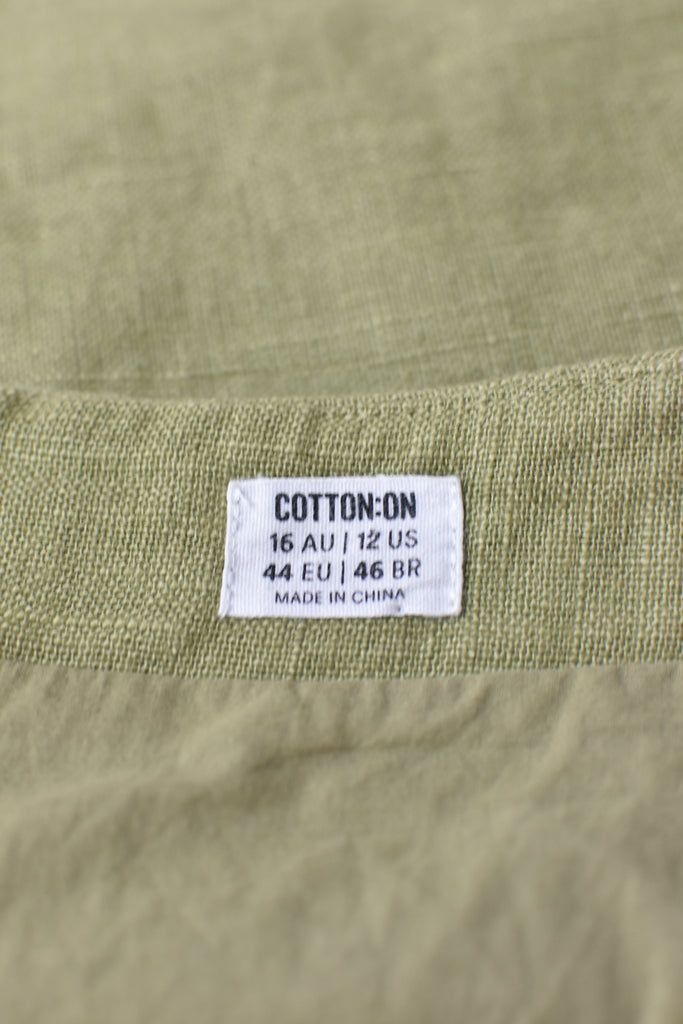 COTTON:ON
16 AU | 12 US
44 EU | 46 BR
MADE IN CHINA